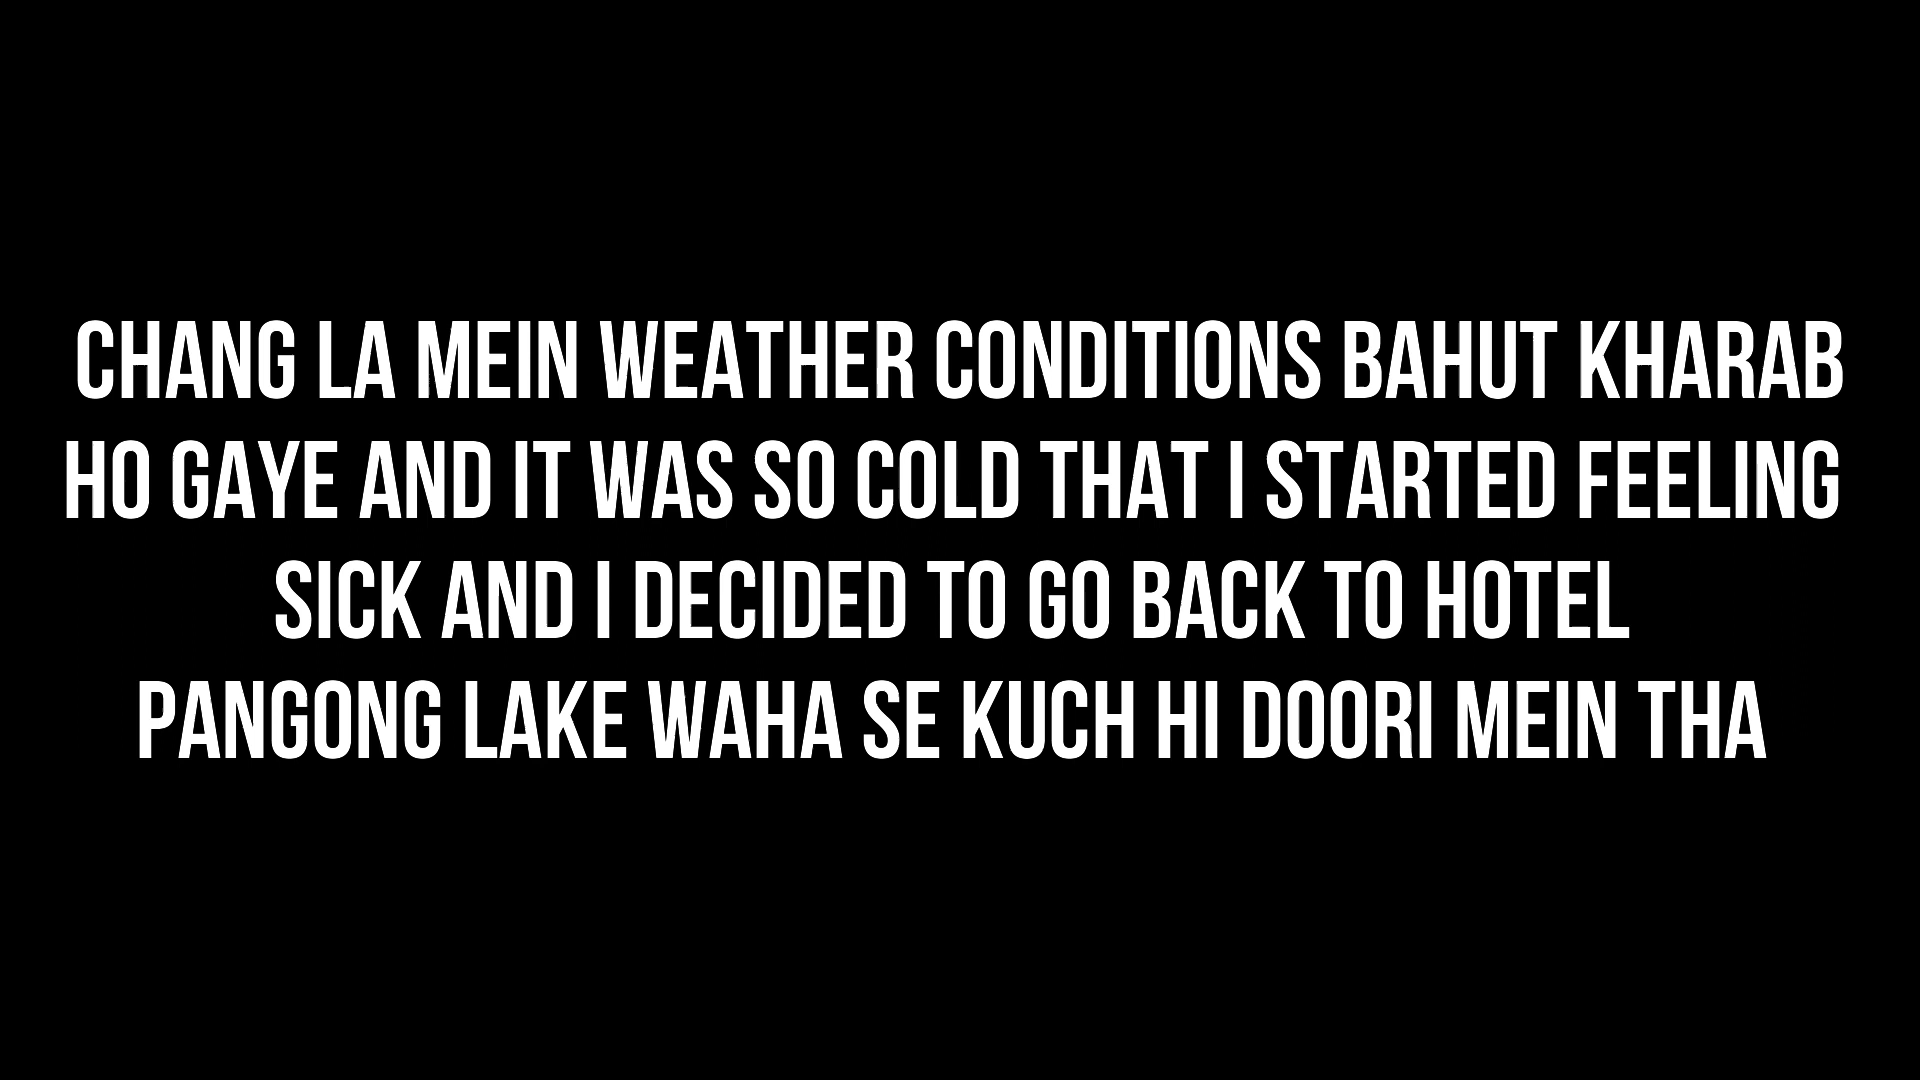 CHANG LA MEIN WEATHER CONDITIONS BAHUT KHARAB
HO GAYE AND IT WAS SO COLD THAT I STARTED FEELING
SICK AND I DECIDED TO GO BACK TO HOTEL
PANGONG LAKE WAHA SE KUCH HI DOORI MEIN THA